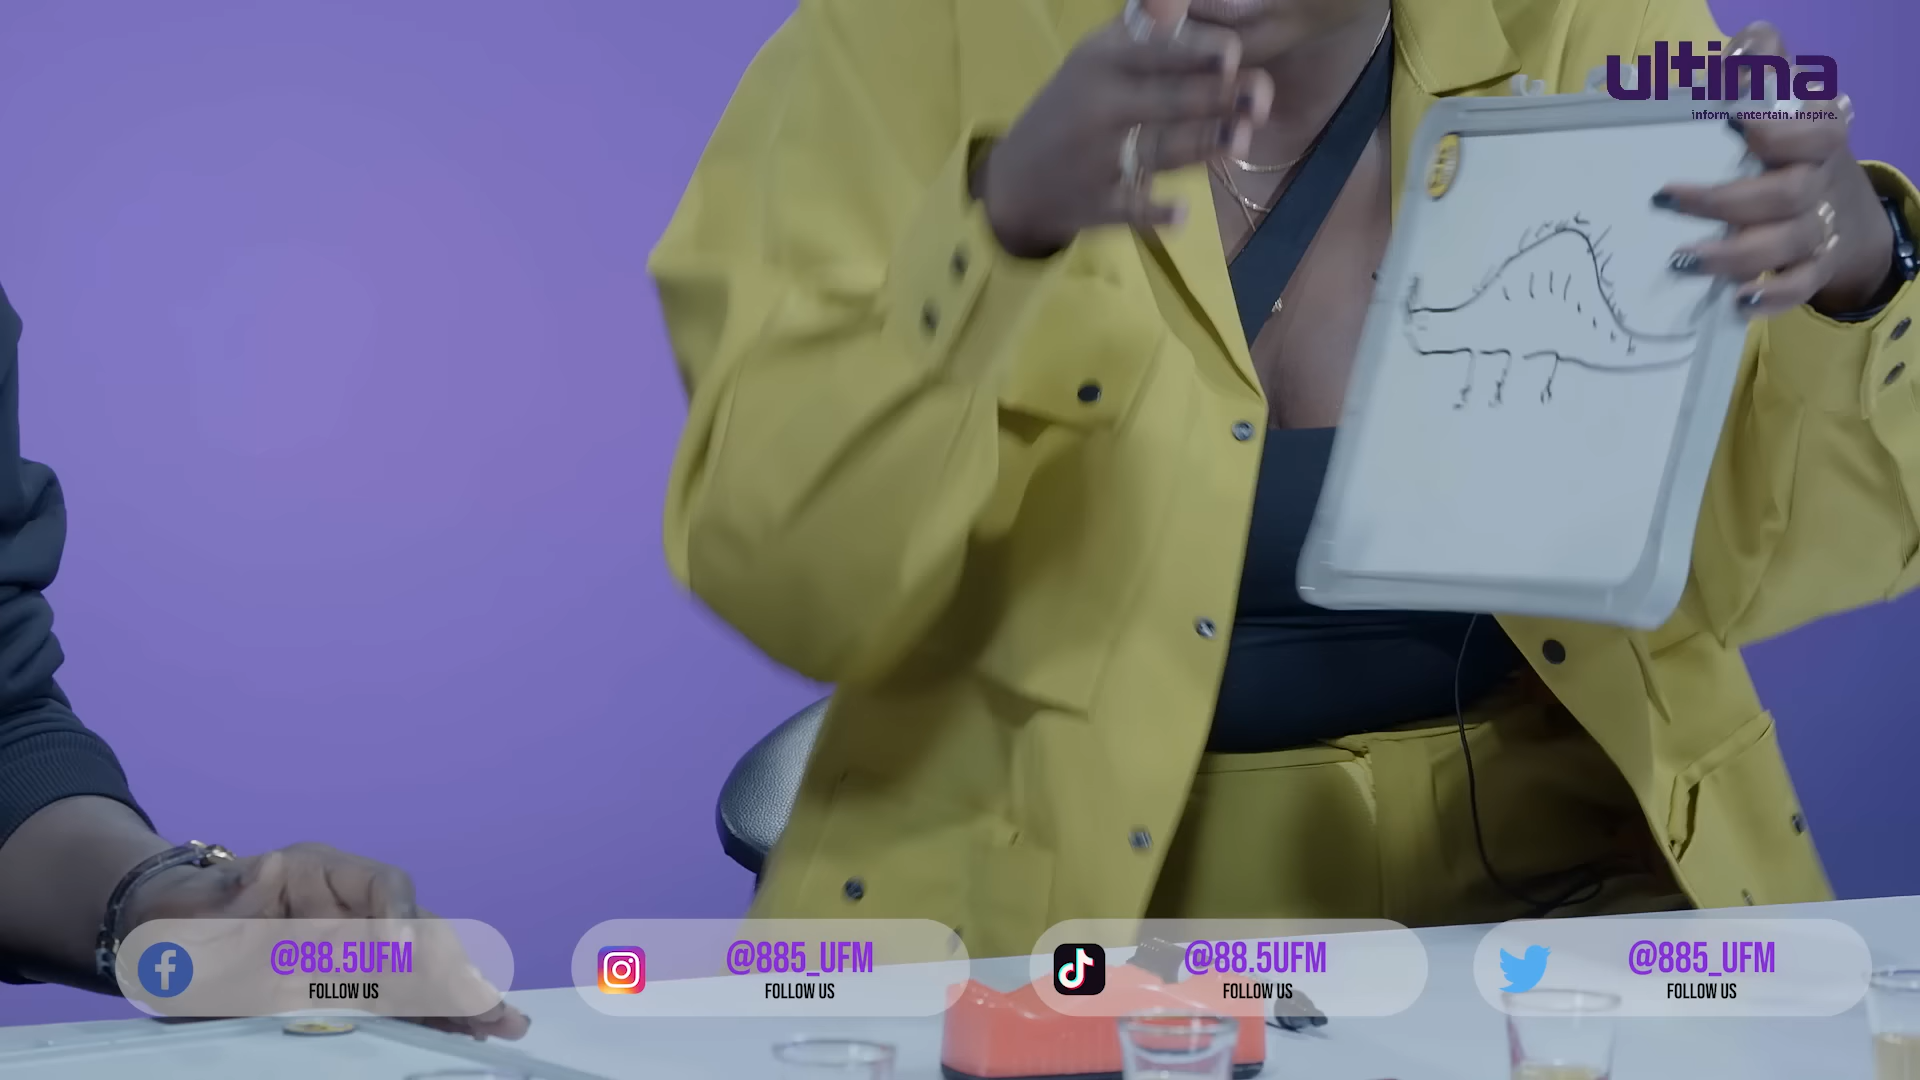 ultima
inform. entertain. inspire.
@88.5UFM
FOLLOW US
@885_UFM
FOLLOW US
@88.5UFM
FOLLOW US
@885_UFM
FOLLOW US